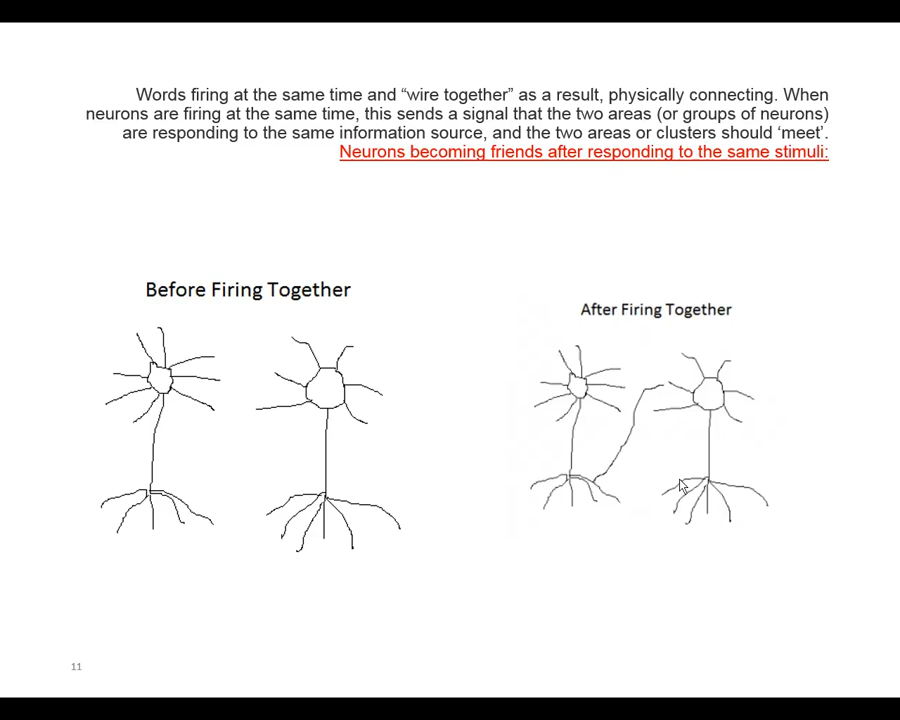 Words firing at the same time and “wire together” as a result, physically connecting. When
neurons are firing at the same time, this sends a signal that the two areas (or groups of neurons)
are responding to the same information source, and the two areas or clusters should ‘meet’.
Neurons becoming friends after responding to the same stimuli:
Before Firing Together
After Firing Together
11